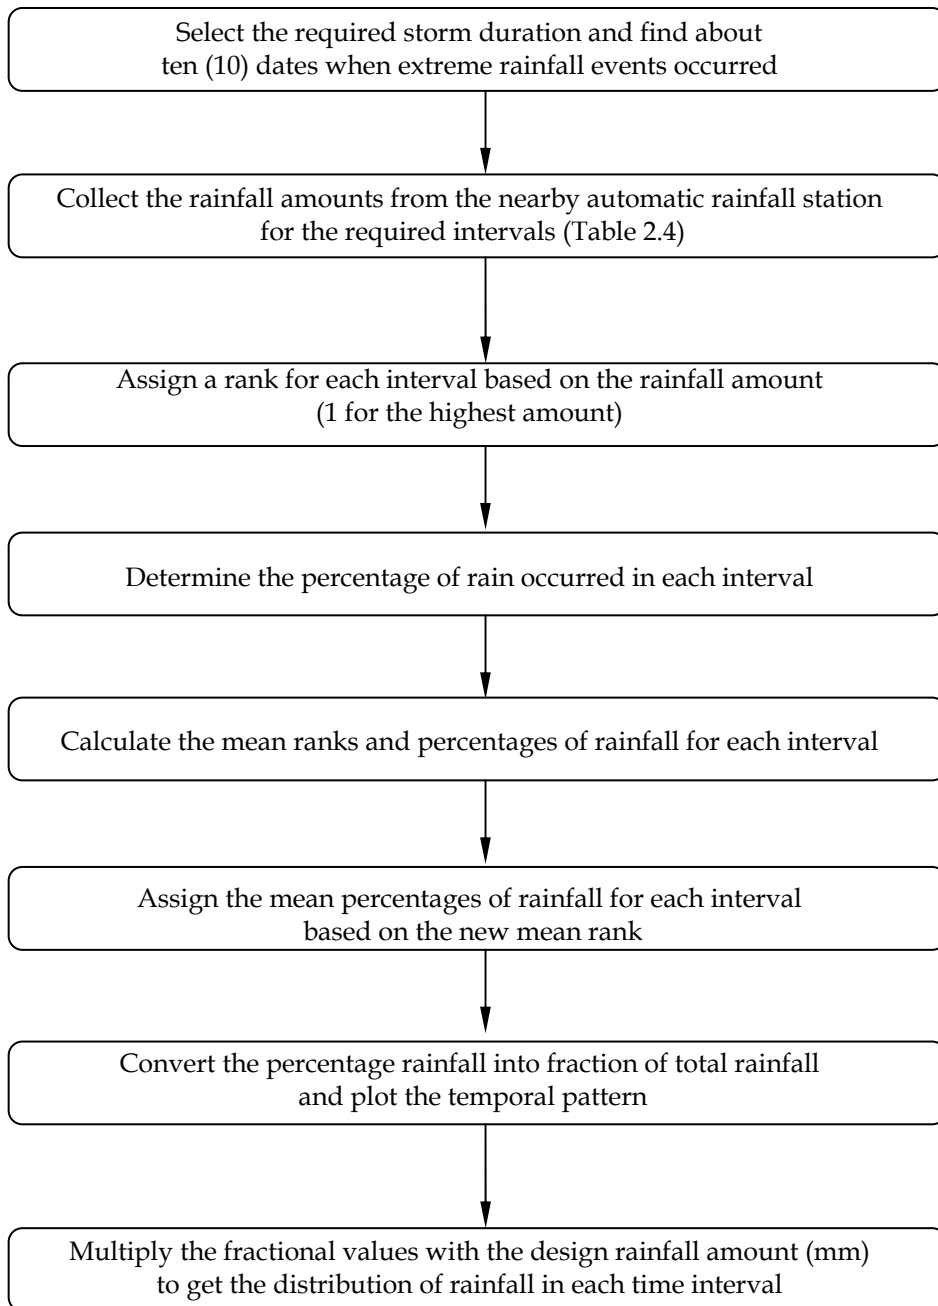 Select the required storm duration and find about
ten (10) dates when extreme rainfall events occurred
Collect the rainfall amounts from the nearby automatic rainfall station
for the required intervals (Table 2.4)
Assign a rank for each interval based on the rainfall amount
(1 for the highest amount)
Determine the percentage of rain occurred in each interval
Calculate the mean ranks and percentages of rainfall for each interval
Assign the mean percentages of rainfall for each interval
based on the new mean rank
Convert the percentage rainfall into fraction of total rainfall
and plot the temporal pattern
Multiply the fractional values with the design rainfall amount (mm)
to get the distribution of rainfall in each time interval